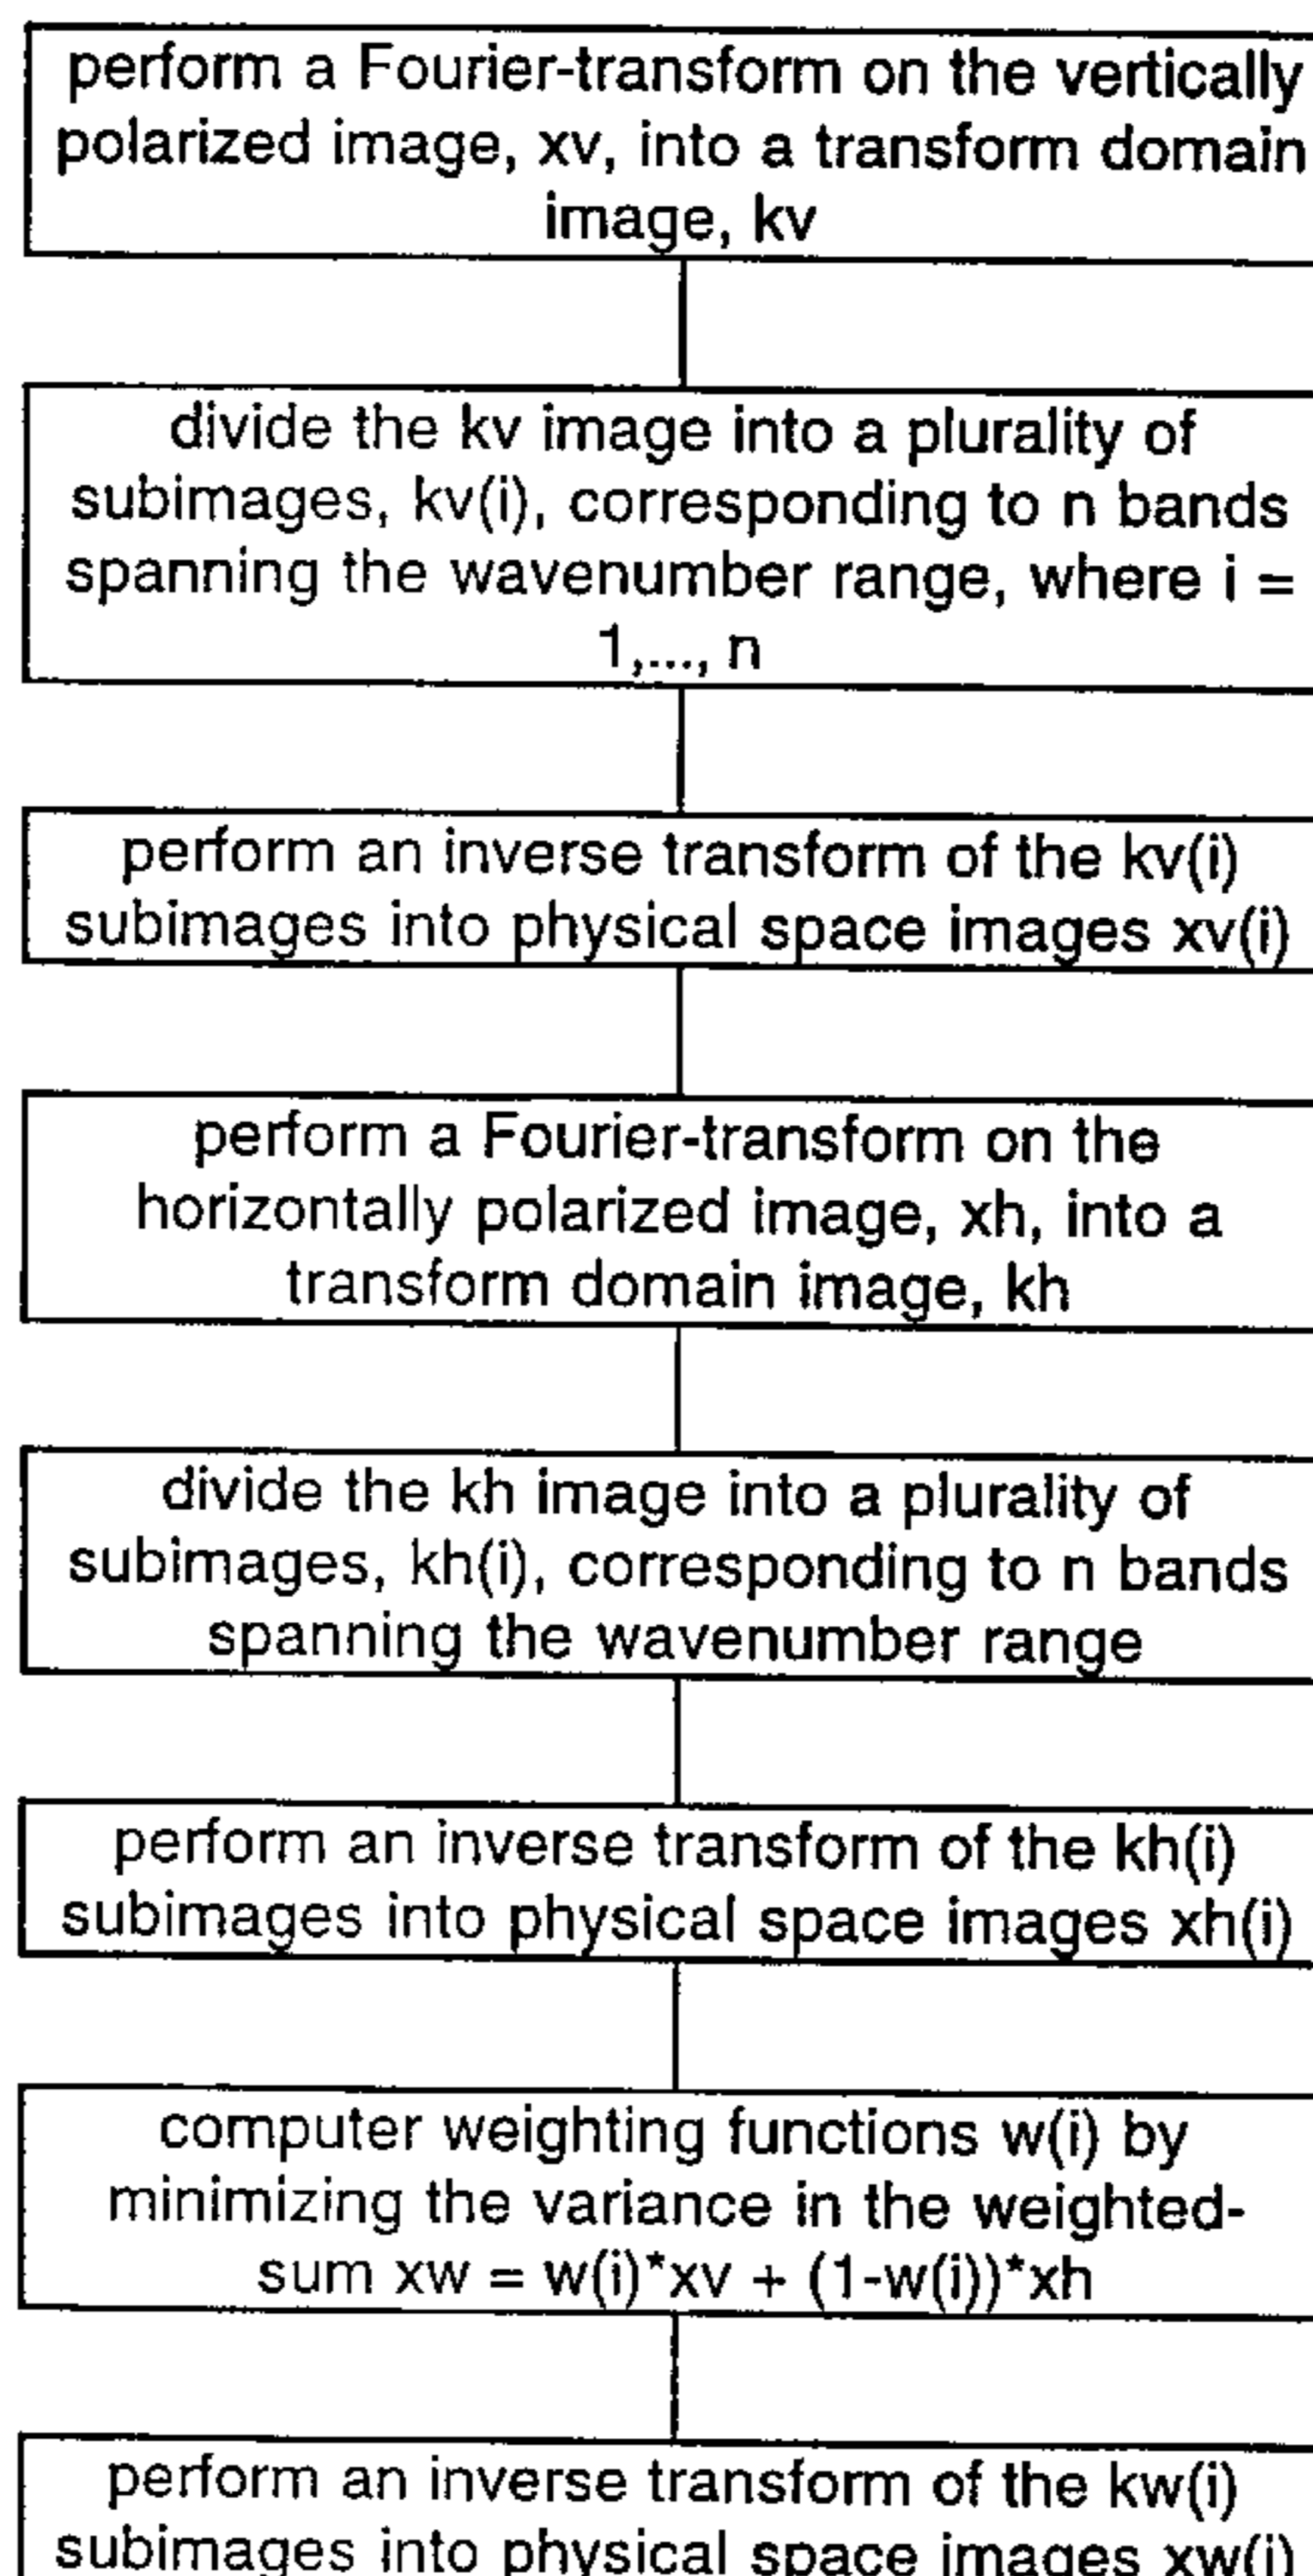 perform a Fourier-transform on the vertically
polarized image, xv, into a transform domain
image, kv
divide the kv image into a plurality of
subimages, kv(i), corresponding to n bands
spanning the wavenumber range, where i =
1,..., n
perform an inverse transform of the kv(i)
subimages into physical space images xv(i)
perform a Fourier-transform on the
horizontally polarized image, xh, into a
transform domain image, kh
divide the kh image into a plurality of
subimages, kh(i), corresponding to n bands
spanning the wavenumber range
perform an inverse transform of the kh(i)
subimages into physical space images xh(i)
computer weighting functions w(i) by
minimizing the variance in the weighted-
sum xw = w(i)*xv + (1-w(i))*xh
perform an inverse transform of the kw(i)
subimages into physical space images xw(i)